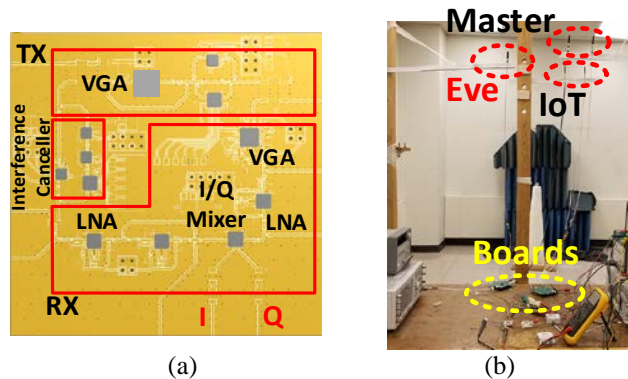 TX
VGA
Interference
Canceller
VGA
I/Q
Mixer
LNA
LNA
RX
I
Q
(a)
Master
Eve
IoT
Boards
(b)